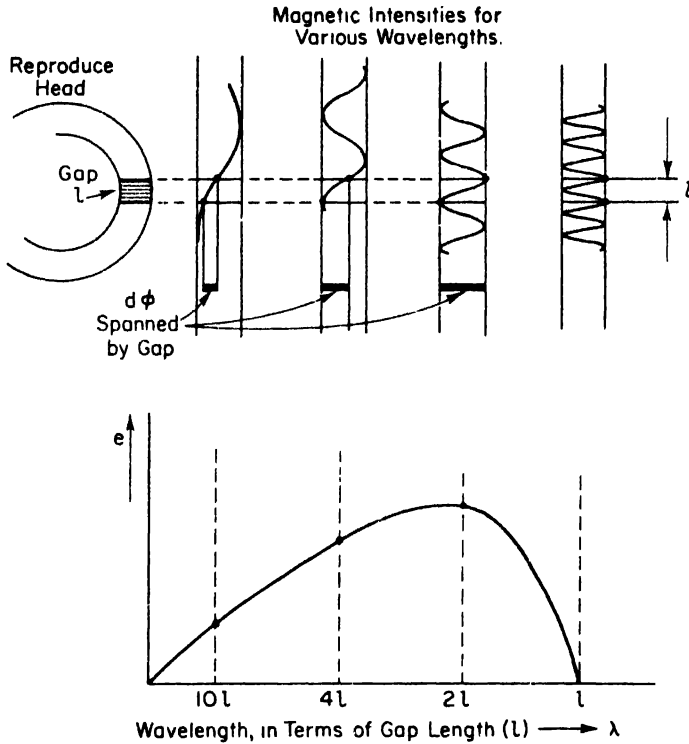 Magnetic Intensities for
Various Wavelengths.
Reproduce
Head
Gap
l
l
dϕ
Spanned
by Gap
e
10l
4l
2l
l
Wavelength, in Terms of Gap Length (l) → λ